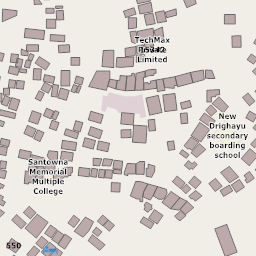 TechMax
Limited
New
Drighayu
secondary
boarding
school
Santowna
Memorial
Multiple
College
550